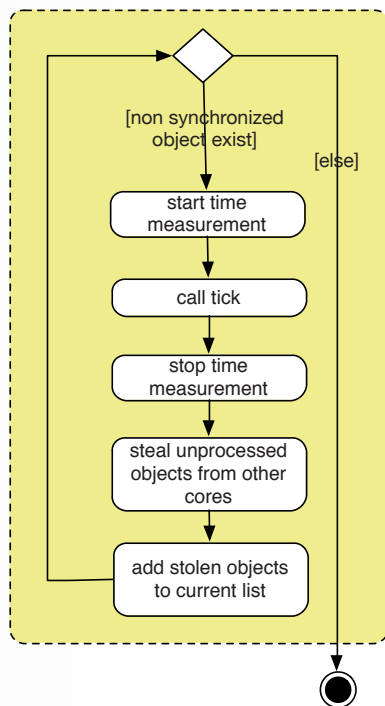 [non synchronized
object exist]
[else]
start time
measurement
call tick
stop time
measurement
steal unprocessed
objects from other
cores
add stolen objects
to current list